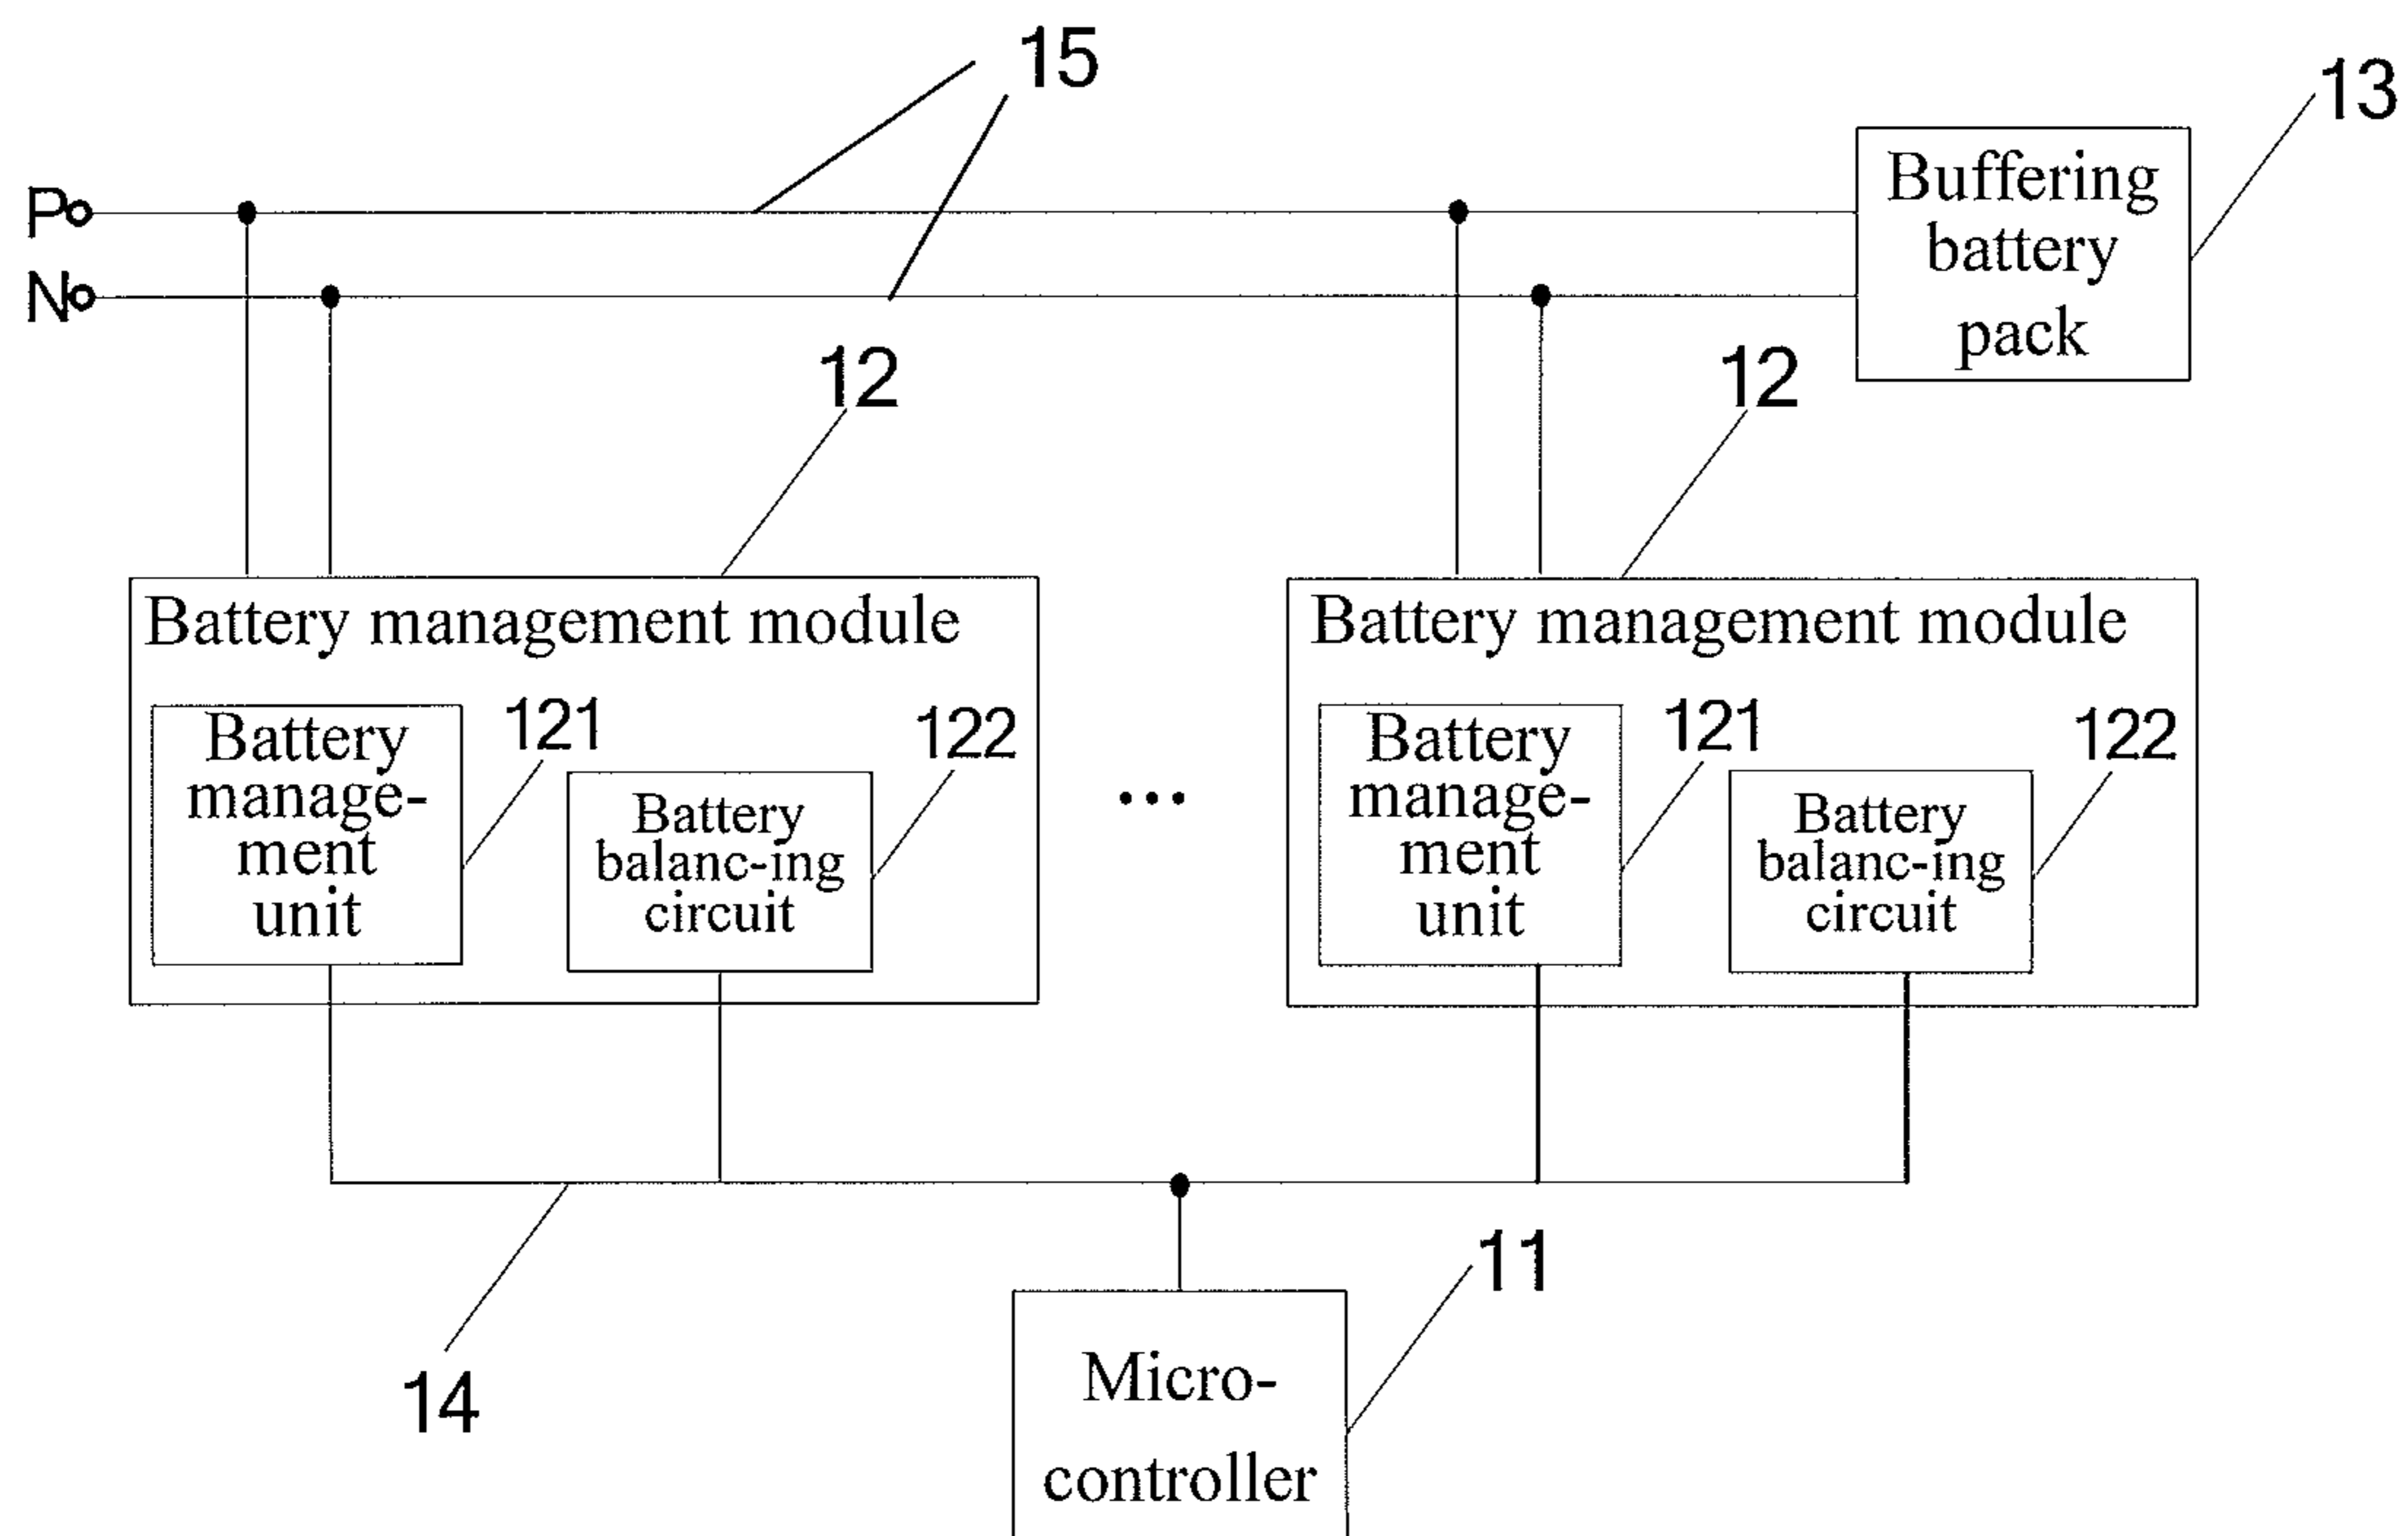 15
13
P
N
Buffering
battery
pack
12
12
Battery management module
Battery
manage-
ment
unit
121
122
Battery
balanc-ing
circuit
...
Battery management module
Battery
manage-
ment
unit
121
122
Battery
balanc-ing
circuit
14
11
Micro-
controller